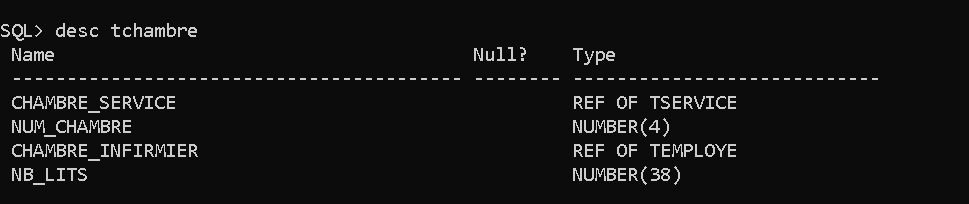 SQL> desc tchambre
Name Null? Type
----------------------------------------- -------- ----------------------------
CHAMBRE_SERVICE REF OF TSERVICE
NUM_CHAMBRE NUMBER(4)
CHAMBRE_INFIRMIER REF OF TEMPLOYE
NB_LITS NUMBER(38)